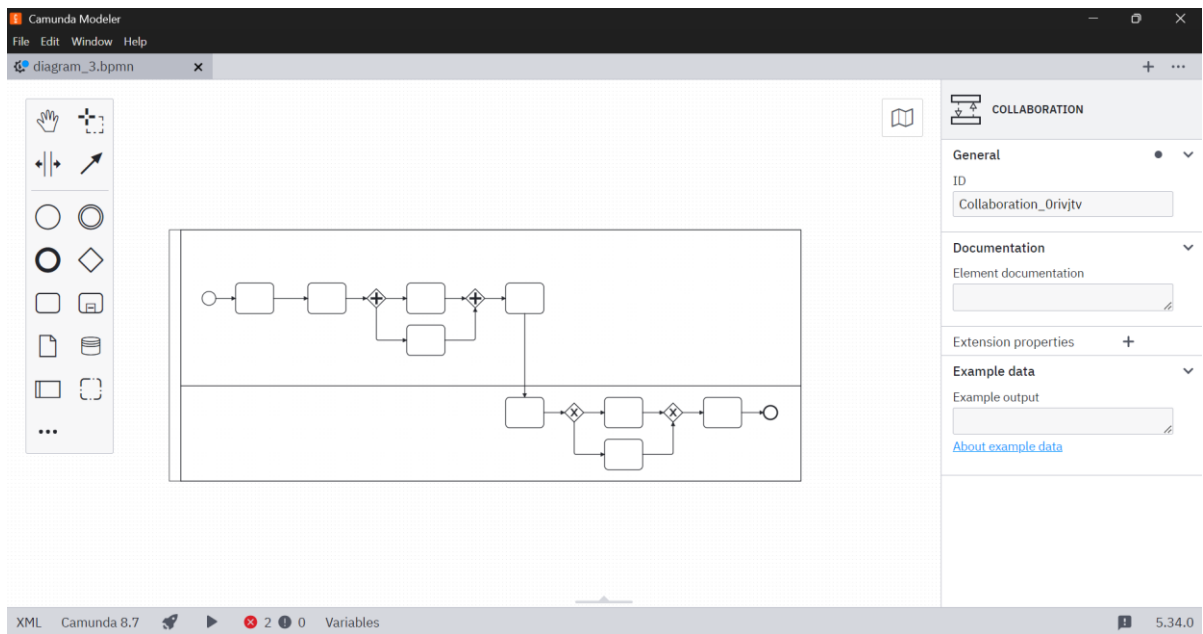 Camunda Modeler
File Edit Window Help
diagram_3.bpmn
COLLABORATION
General
ID
Collaboration_0rivjtv
Documentation
Element documentation
Extension properties
Example data
Example output
About example data
XML Camunda 8.7 2 0 Variables 5.34.0